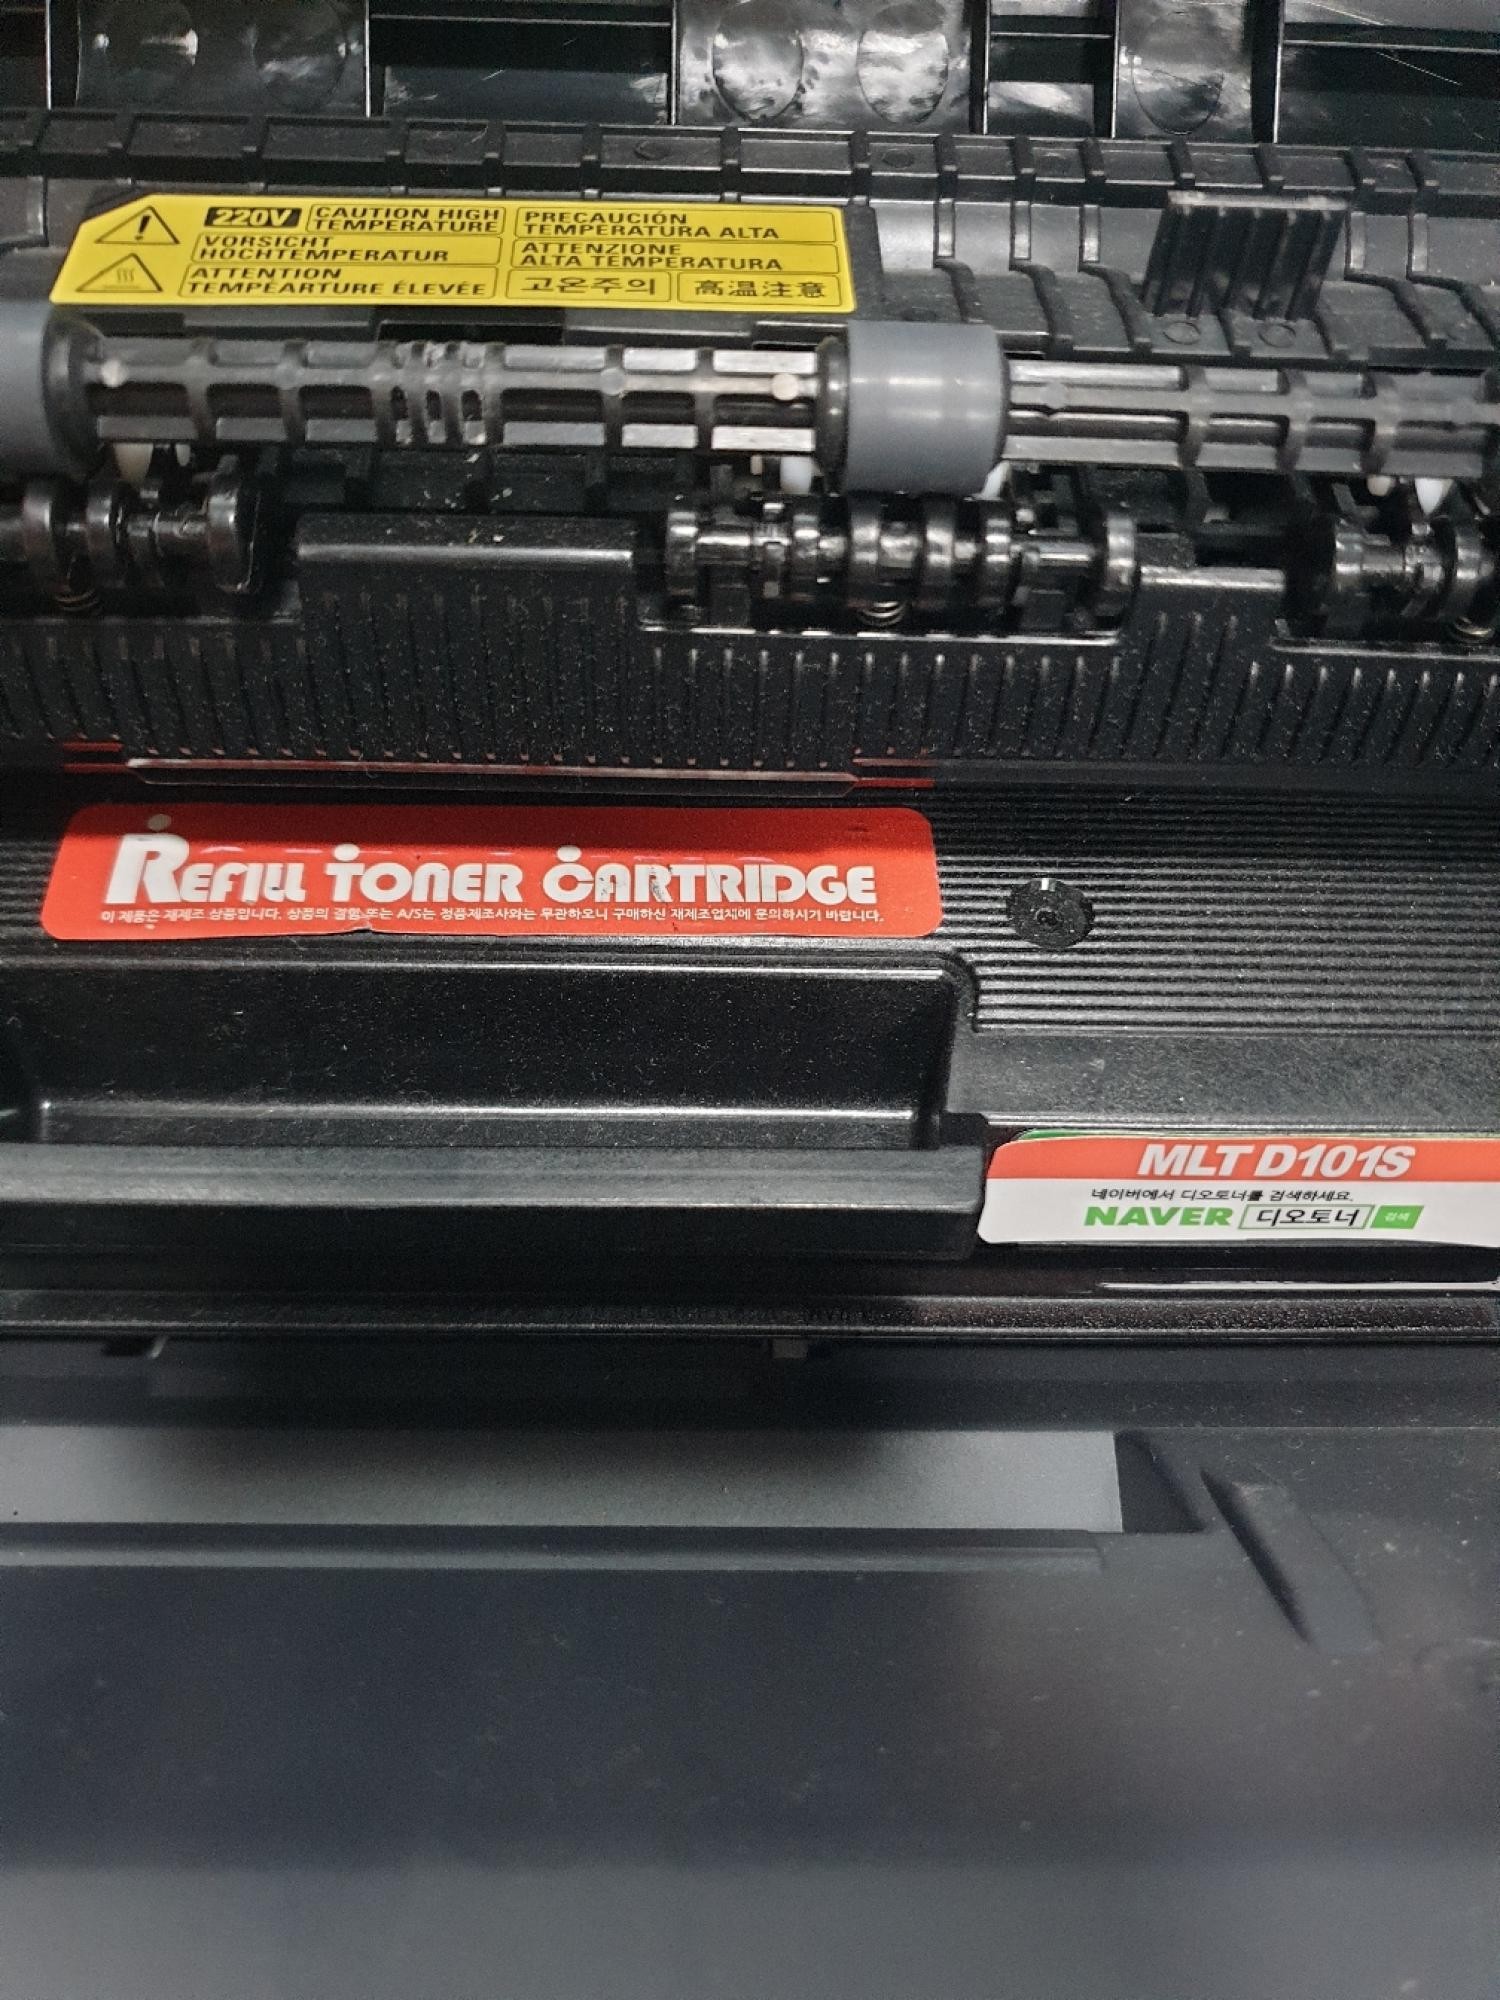 220V CAUTION HIGH TEMPERATURE
VORSICHT HOCHTEMPERATUR
ATTENTION TEMPÉARTURE ÉLEVÉE
PRECAUCIÓN TEMPERATURA ALTA
ATTENZIONE ALTA TEMPERATURA
고온주의 高温注意
REFILL TONER CARTRIDGE
이 제품은 재제조 상품입니다. 상품의 결함 또는 A/S는 정품제조사와는 무관하오니 구매하신 재제조업체에 문의하시기 바랍니다.
MLT D101S
네이버에서 디오토너를 검색하세요.
NAVER 디오토너 검색